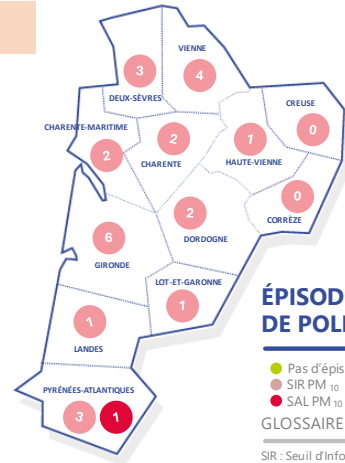 VIENNE
3
4
DEUX-SÈVRES
CREUSE
0
CHARENTE-MARITIME
2
2
1
CHARENTE
HAUTE-VIENNE
0
CORRÈZE
2
DORDOGNE
6
GIRONDE
LOT-ET-GARONNE
1
LANDES
PYRÉNÉES-ATLANTIQUES
3
1
ÉPISOD
DE POL
Pas d'épis
SIR PM 10
SAL PM 10
GLOSSAIRE
SIR : Seuil d'Info